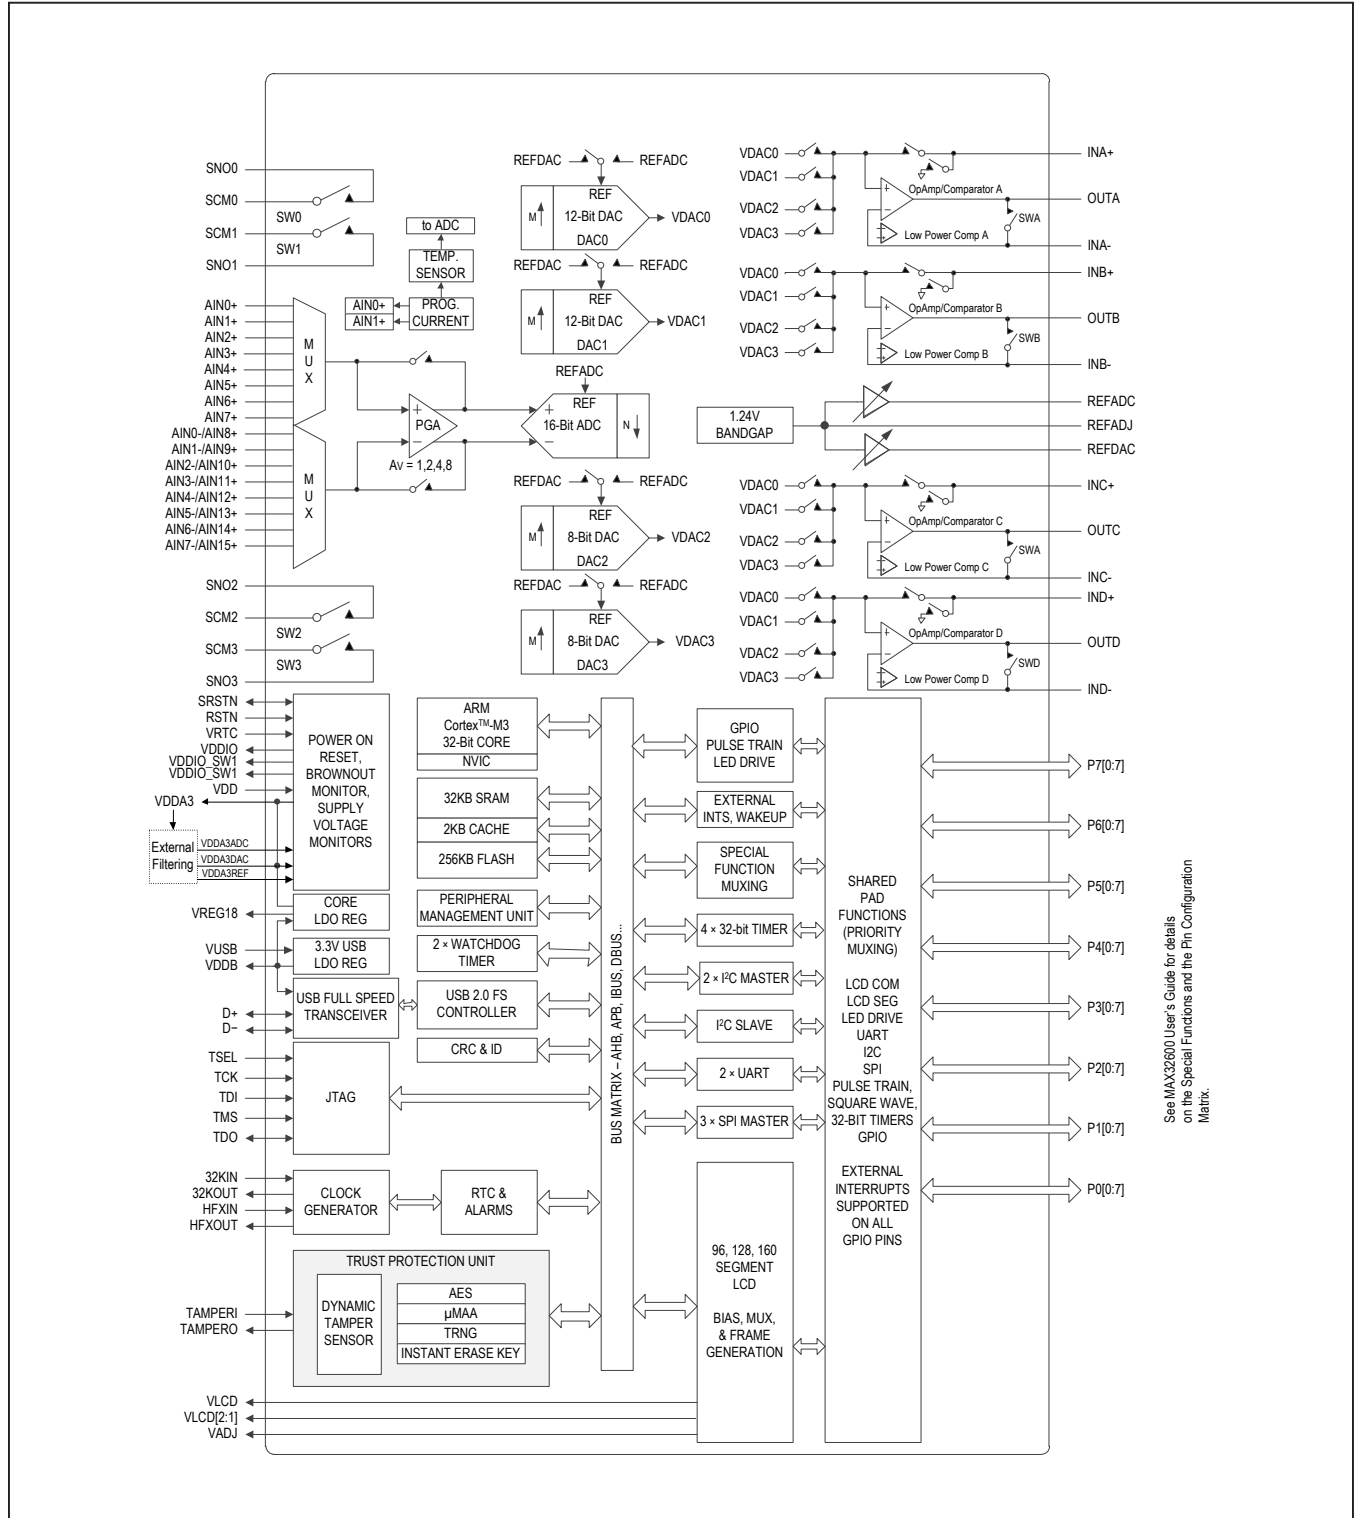 SNO0
SCM0
SW0
SCM1
SW1
SNO1
to ADC
TEMP.
SENSOR
PROG.
CURRENT
AIN0+
AIN1+
AIN0+
AIN1+
AIN2+
AIN3+
AIN4+
AIN5+
AIN6+
AIN7+
AIN0-/AIN8+
AIN1-/AIN9+
AIN2-/AIN10+
AIN3-/AIN11+
AIN4-/AIN12+
AIN5-/AIN13+
AIN6-/AIN14+
AIN7-/AIN15+
M
U
X
M
U
X
+
PGA
−
AV = 1,2,4,8
REFDAC
REFADC
REF
M
12-Bit DAC
DAC0
VDAC0
REFDAC
REFADC
REF
M
12-Bit DAC
DAC1
VDAC1
REFADC
REF
+
16-Bit ADC
−
N
REFDAC
REFADC
REF
M
8-Bit DAC
DAC2
VDAC2
REFDAC
REFADC
REF
M
8-Bit DAC
DAC3
VDAC3
VDAC0
VDAC1
VDAC2
VDAC3
+
−
OpAmp/Comparator A
Low Power Comp A
SWA
INA+
OUTA
INA-
VDAC0
VDAC1
VDAC2
VDAC3
+
−
OpAmp/Comparator B
Low Power Comp B
SWB
INB+
OUTB
INB-
1.24V
BANDGAP
REFADC
REFADJ
REFDAC
VDAC0
VDAC1
VDAC2
VDAC3
+
−
OpAmp/Comparator C
Low Power Comp C
SWA
INC+
OUTC
INC-
VDAC0
VDAC1
VDAC2
VDAC3
+
−
OpAmp/Comparator D
Low Power Comp D
SWD
IND+
OUTD
IND-
SNO2
SCM2
SW2
SCM3
SW3
SNO3
SRSTN
RSTN
VRTC
VDDIO
VDDIO_SW1
VDDIO_SW1
VDD
VDDA3
External
Filtering
VDDA3ADC
VDDA3DAC
VDDA3REF
VREG18
VUSB
VDDB
D+
D−
TSEL
TCK
TDI
TMS
TDO
32KIN
32KOUT
HFXIN
HFXOUT
TAMPERI
TAMPERO
VLCD
VLCD[2:1]
VADJ
POWER ON
RESET,
BROWNOUT
MONITOR,
SUPPLY
VOLTAGE
MONITORS
CORE
LDO REG
3.3V USB
LDO REG
USB FULL SPEED
TRANSCEIVER
JTAG
CLOCK
GENERATOR
RTC &
ALARMS
TRUST PROTECTION UNIT
DYNAMIC
TAMPER
SENSOR
AES
µMAA
TRNG
INSTANT ERASE KEY
ARM
Cortex™-M3
32-Bit CORE
NVIC
32KB SRAM
2KB CACHE
256KB FLASH
PERIPHERAL
MANAGEMENT UNIT
2 × WATCHDOG
TIMER
USB 2.0 FS
CONTROLLER
CRC & ID
BUS MATRIX – AHB, APB, IBUS, DBUS...
GPIO
PULSE TRAIN
LED DRIVE
EXTERNAL
INTS, WAKEUP
SPECIAL
FUNCTION
MUXING
4 × 32-bit TIMER
2 × I²C MASTER
I²C SLAVE
2 × UART
3 × SPI MASTER
96, 128, 160
SEGMENT
LCD
BIAS, MUX,
& FRAME
GENERATION
SHARED
PAD
FUNCTIONS
(PRIORITY
MUXING)
LCD COM
LCD SEG
LED DRIVE
UART
I2C
SPI
PULSE TRAIN,
SQUARE WAVE,
32-BIT TIMERS
GPIO
EXTERNAL
INTERRUPTS
SUPPORTED
ON ALL
GPIO PINS
P7[0:7]
P6[0:7]
P5[0:7]
P4[0:7]
P3[0:7]
P2[0:7]
P1[0:7]
P0[0:7]
See MAX32600 User's Guide for details
on the Special Functions and the Pin Configuration
Matrix.